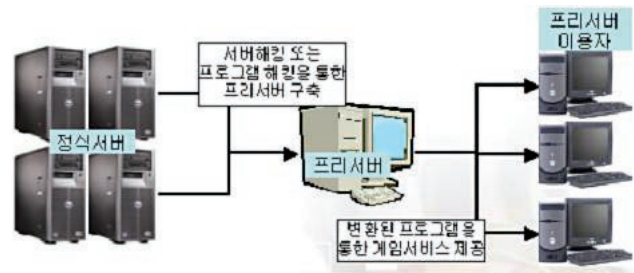 프리서버
이용자
서버해킹 또는
프로그램 해킹을 통한
프리서버 구축
정식서버
프리서버
변환된 프로그램을
통한 게임서비스 제공